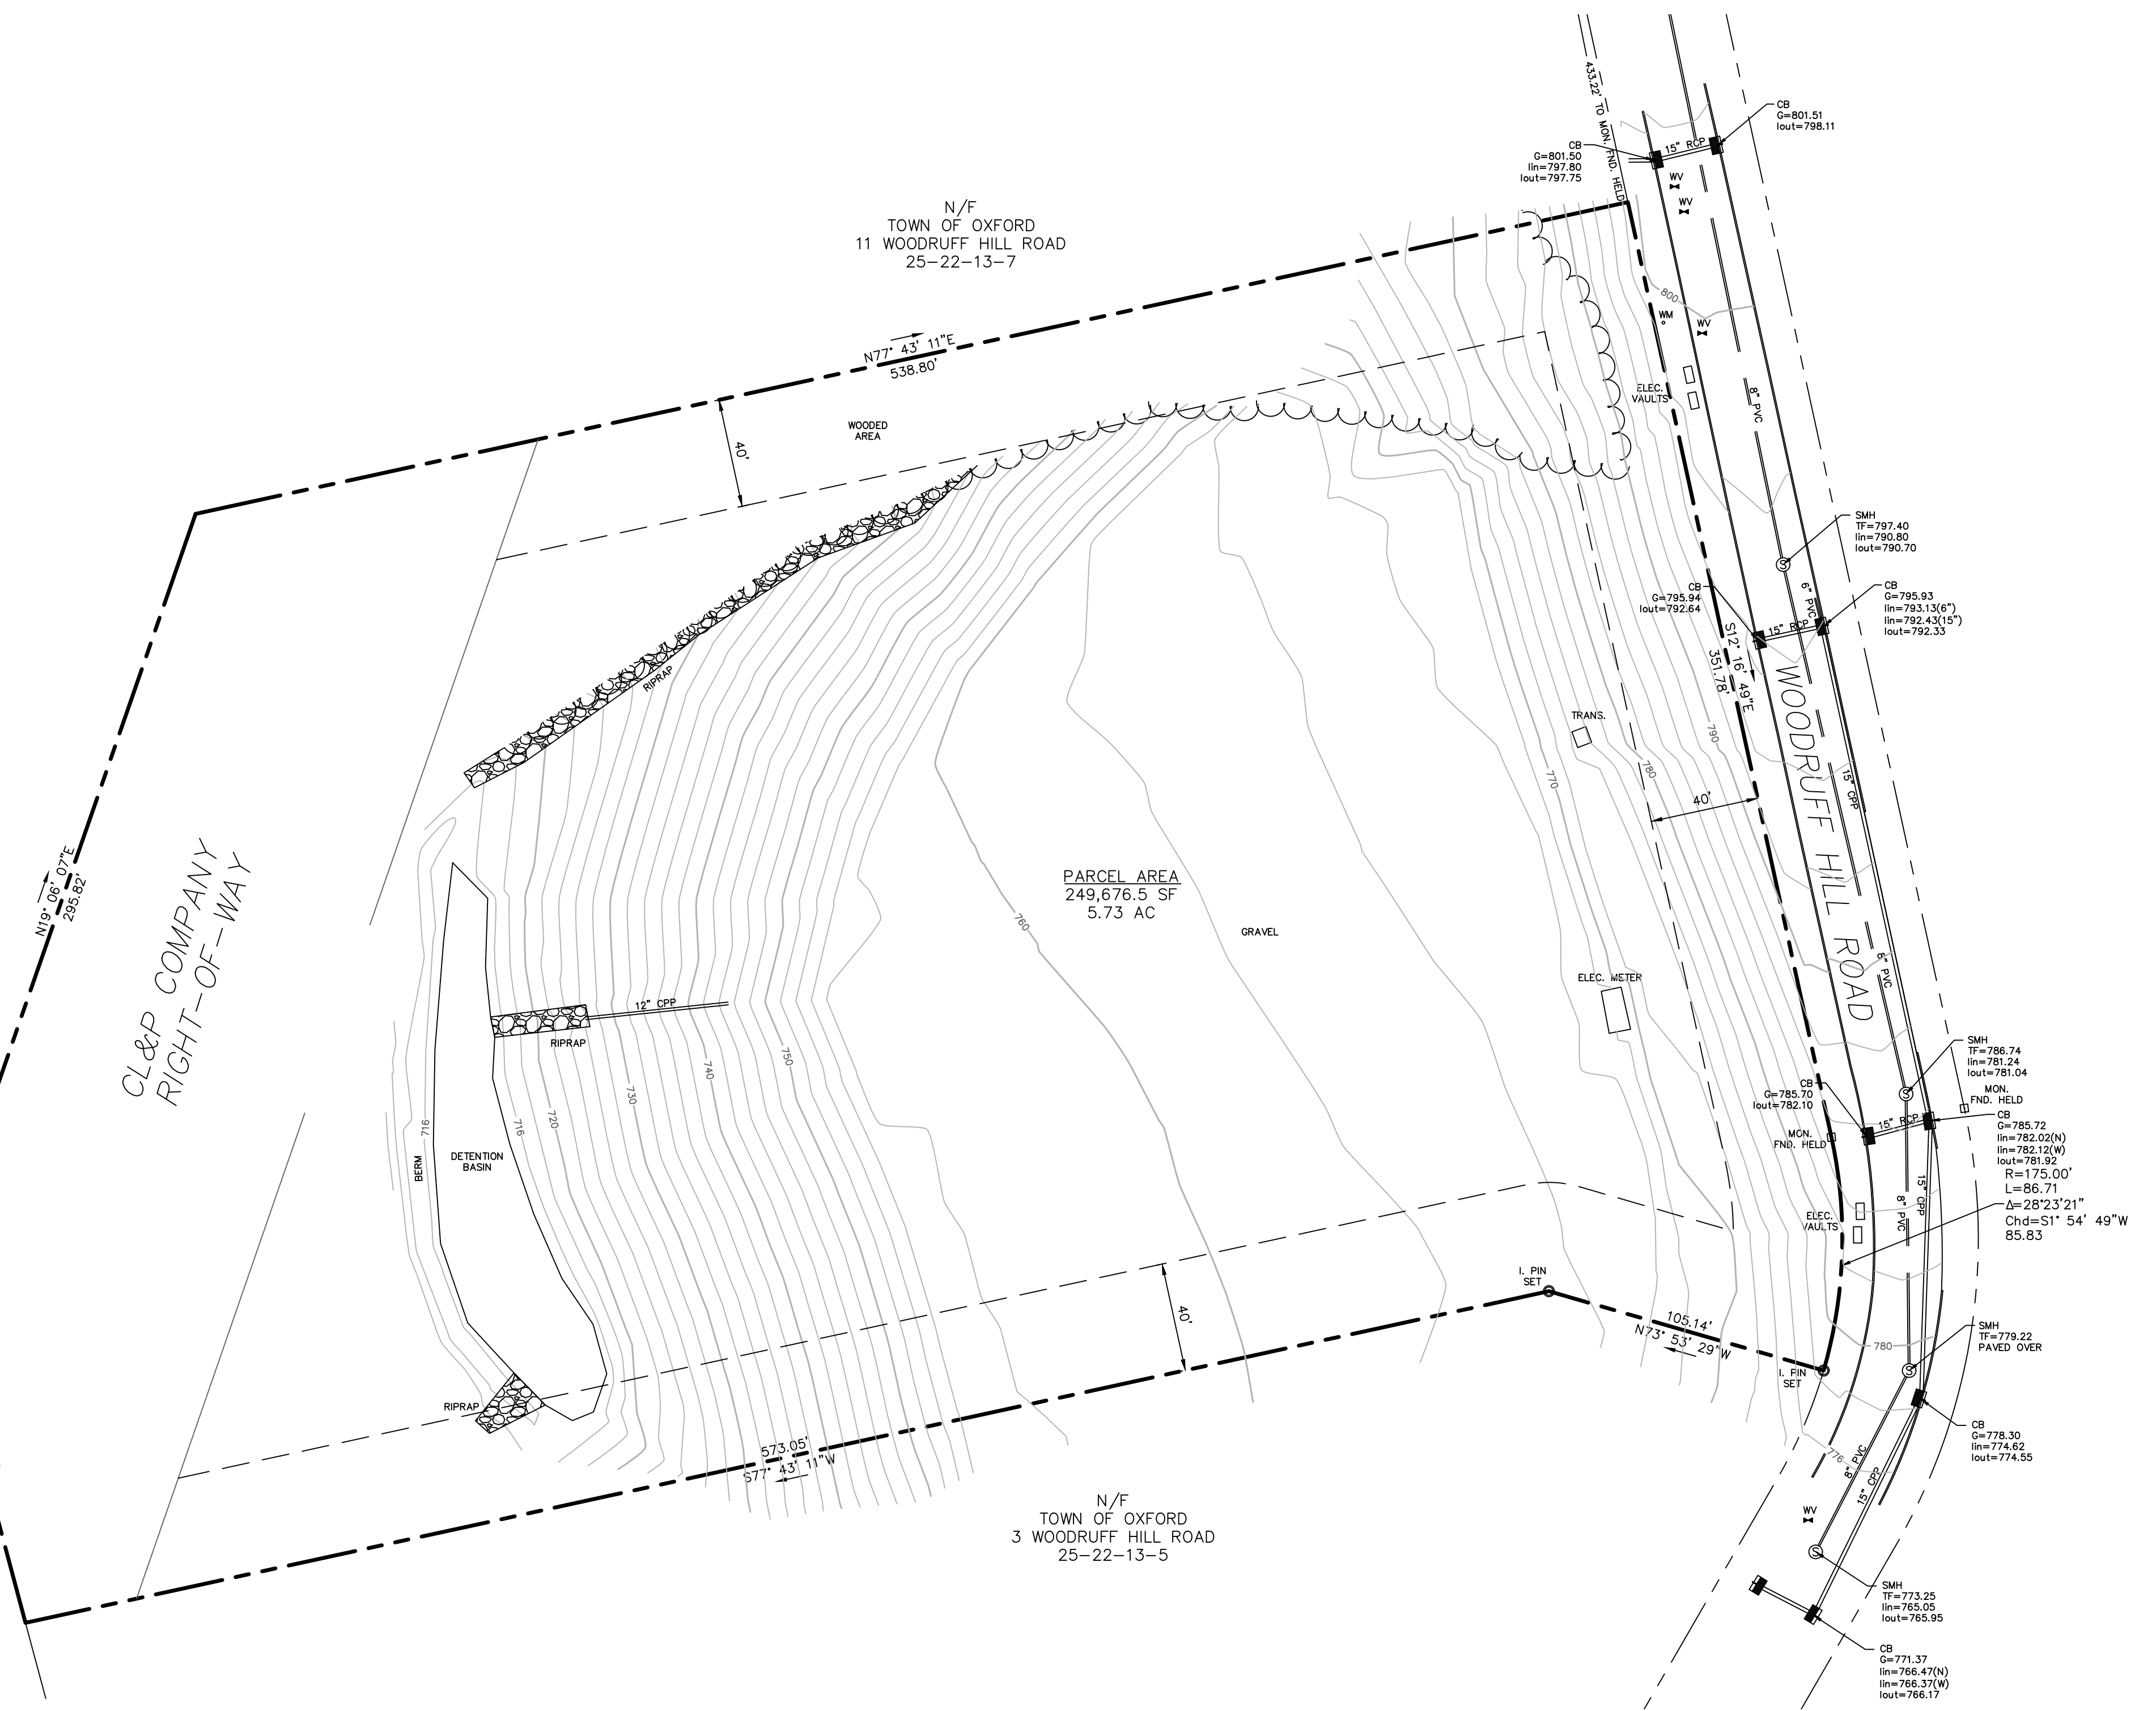 433.22' TO MON. FND. HELD
CB
G=801.51
Iout=798.11
CB
G=801.50
Iin=797.80
Iout=797.75
15" RCP
WV
WV
N/F
TOWN OF OXFORD
11 WOODRUFF HILL ROAD
25-22-13-7
800
WM
WV
N77° 43' 11"E
538.80'
ELEC.
VAULTS
8" PVC
WOODED
AREA
40'
SMH
TF=797.40
Iin=790.80
Iout=790.70
CB
G=795.94
Iout=792.64
6" PVC
CB
G=795.93
Iin=793.13(6")
Iin=792.43(15")
Iout=792.33
15" RCP
S12° 16' 49"E
351.78'
RIPRAP
TRANS.
790
780
770
40'
15" CPP
WOODRUFF HILL ROAD
N19° 06' 07"E
295.82'
CL&P COMPANY
RIGHT-OF-WAY
PARCEL AREA
249,676.5 SF
5.73 AC
760
GRAVEL
8" PVC
ELEC. METER
12" CPP
RIPRAP
750
740
730
720
716
716
BERM
DETENTION
BASIN
SMH
TF=786.74
Iin=781.24
Iout=781.04
MON.
FND. HELD
CB
G=785.70
Iout=782.10
15" RCP
MON.
FND. HELD
CB
G=785.72
Iin=782.02(N)
Iin=782.12(W)
Iout=781.92
R=175.00'
L=86.71
Δ=28°23'21"
Chd=S1° 54' 49"W
85.83
15" CPP
8" PVC
ELEC.
VAULTS
I. PIN
SET
40'
105.14'
N73° 53' 29"W
780
SMH
TF=779.22
PAVED OVER
I. PIN
SET
RIPRAP
573.05'
S77° 43' 11"W
CB
G=778.30
Iin=774.62
Iout=774.55
776
8" PVC
15" CPP
WV
N/F
TOWN OF OXFORD
3 WOODRUFF HILL ROAD
25-22-13-5
SMH
TF=773.25
Iin=765.05
Iout=765.95
CB
G=771.37
Iin=766.47(N)
Iin=766.37(W)
Iout=766.17